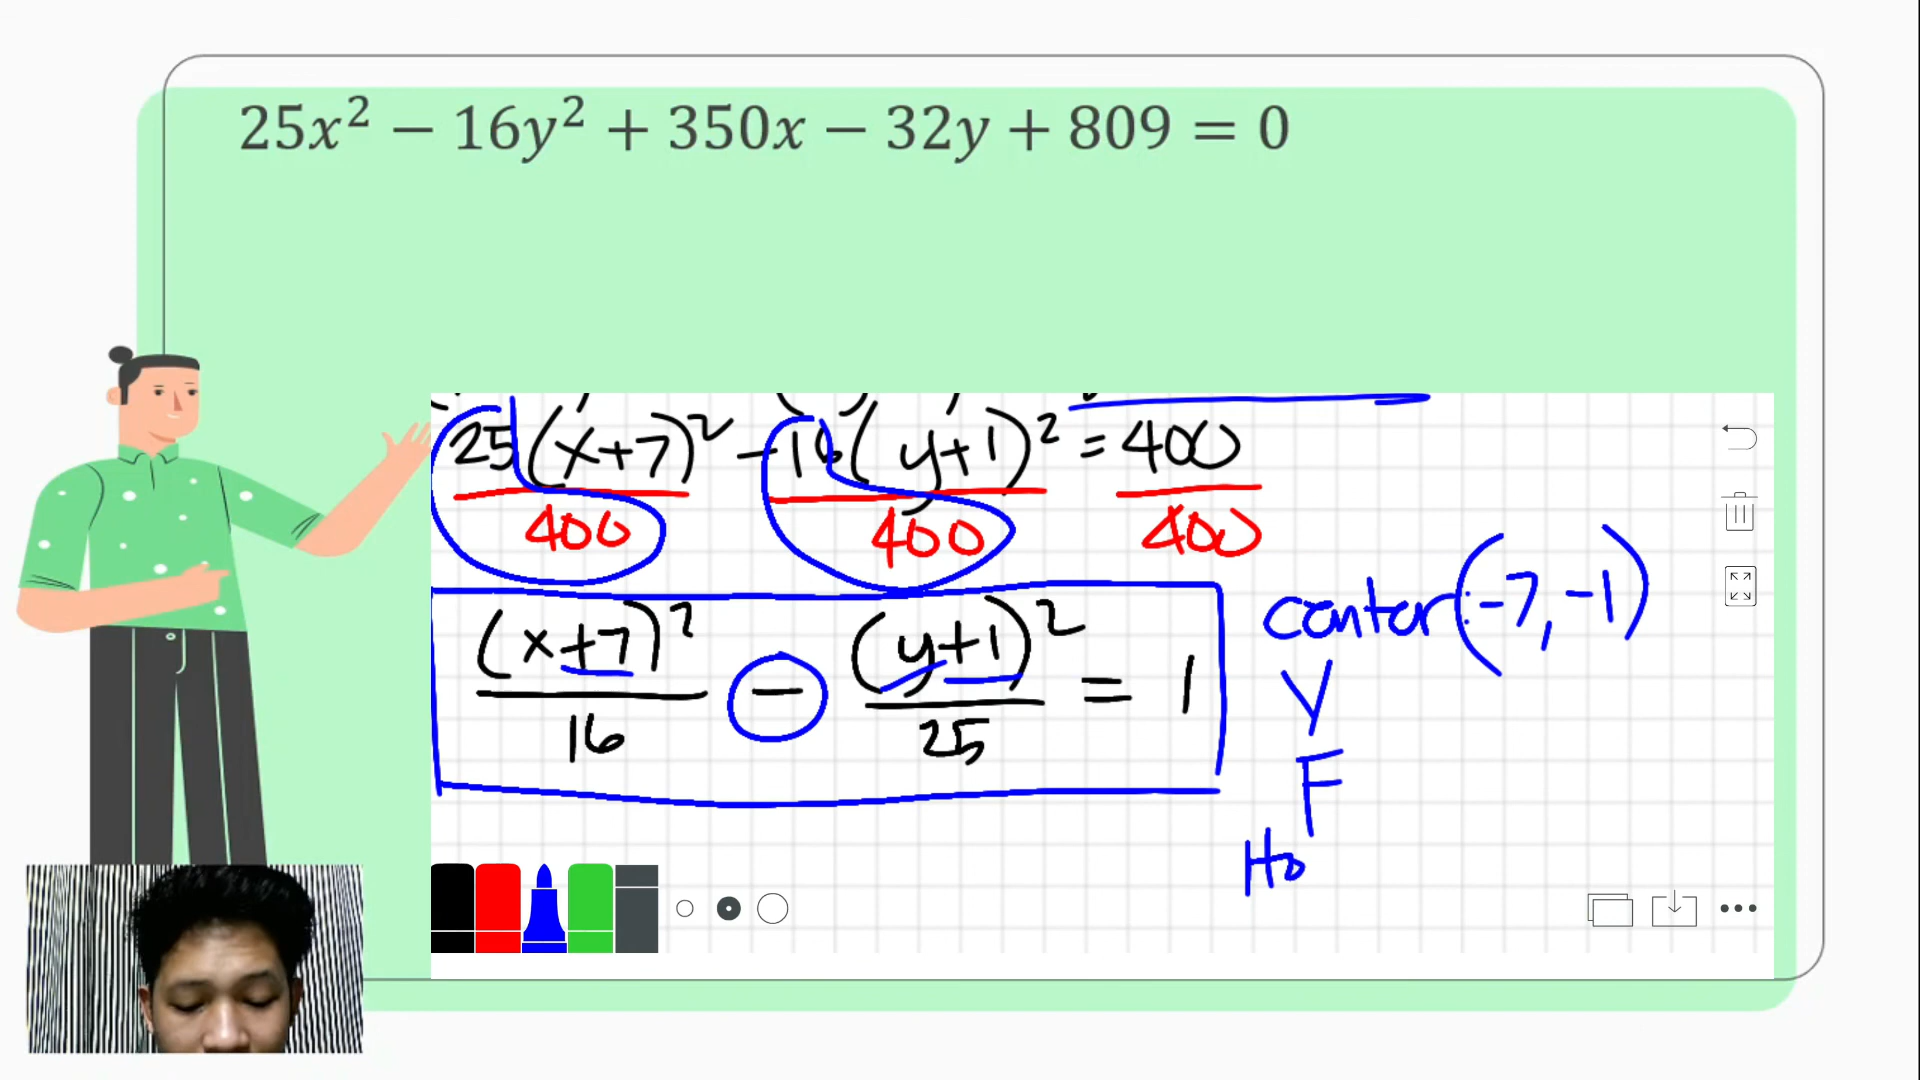 25x² − 16y² + 350x − 32y + 809 = 0
25(x+7)² −16(y+1)² = 400
400 400 400
(x+7)² − (y+1)² = 1
16 25
center(-7, -1)
V
F
Ho